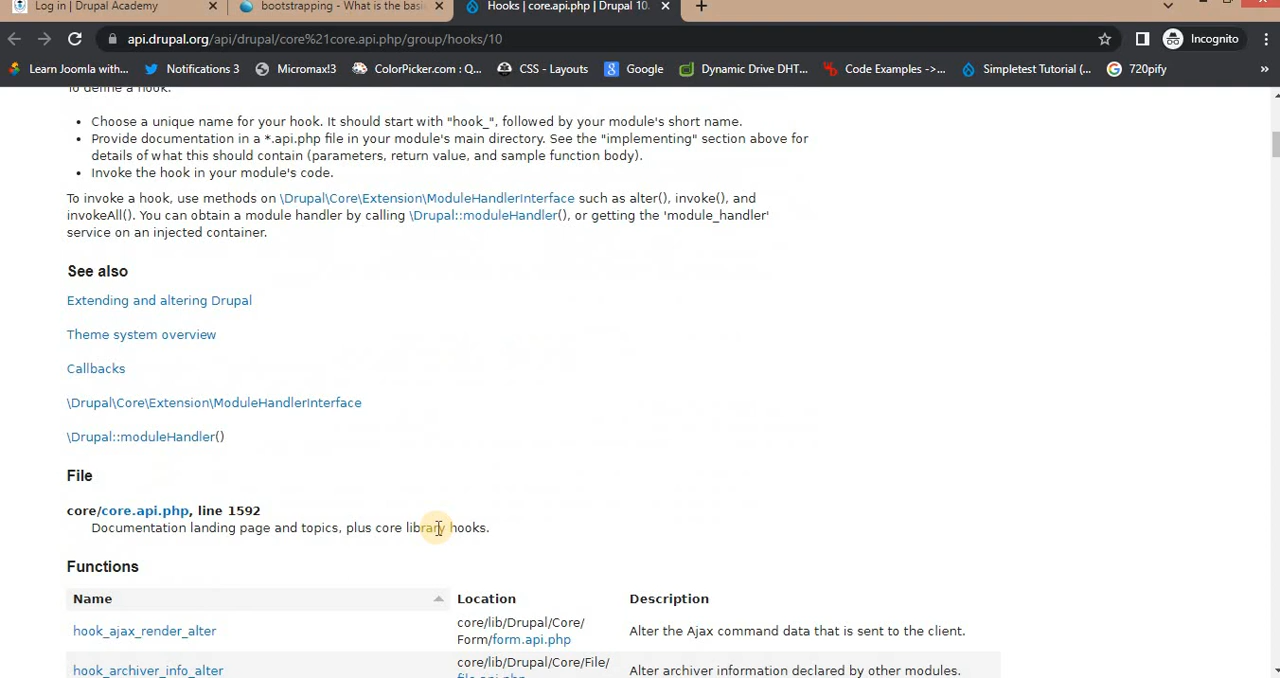 Log in | Drupal Academy
bootstrapping - What is the basi
Hooks | core.api.php | Drupal 10.
api.drupal.org/api/drupal/core%21core.api.php/group/hooks/10
Incognito
Learn Joomla with...
Notifications 3
Micromax!3
ColorPicker.com : Q...
CSS - Layouts
Google
Dynamic Drive DHT...
Code Examples ->...
Simpletest Tutorial (...
720pify
»
To define a hook:
• Choose a unique name for your hook. It should start with "hook_", followed by your module's short name.
• Provide documentation in a *.api.php file in your module's main directory. See the "implementing" section above for
details of what this should contain (parameters, return value, and sample function body).
• Invoke the hook in your module's code.
To invoke a hook, use methods on \Drupal\Core\Extension\ModuleHandlerInterface such as alter(), invoke(), and
invokeAll(). You can obtain a module handler by calling \Drupal::moduleHandler(), or getting the 'module_handler'
service on an injected container.
See also
Extending and altering Drupal
Theme system overview
Callbacks
\Drupal\Core\Extension\ModuleHandlerInterface
\Drupal::moduleHandler()
File
core/core.api.php, line 1592
Documentation landing page and topics, plus core library hooks.
Functions
Name Location Description
hook_ajax_render_alter core/lib/Drupal/Core/ Alter the Ajax command data that is sent to the client.
Form/form.api.php
hook_archiver_info_alter core/lib/Drupal/Core/File/ Alter archiver information declared by other modules.
file.api.php